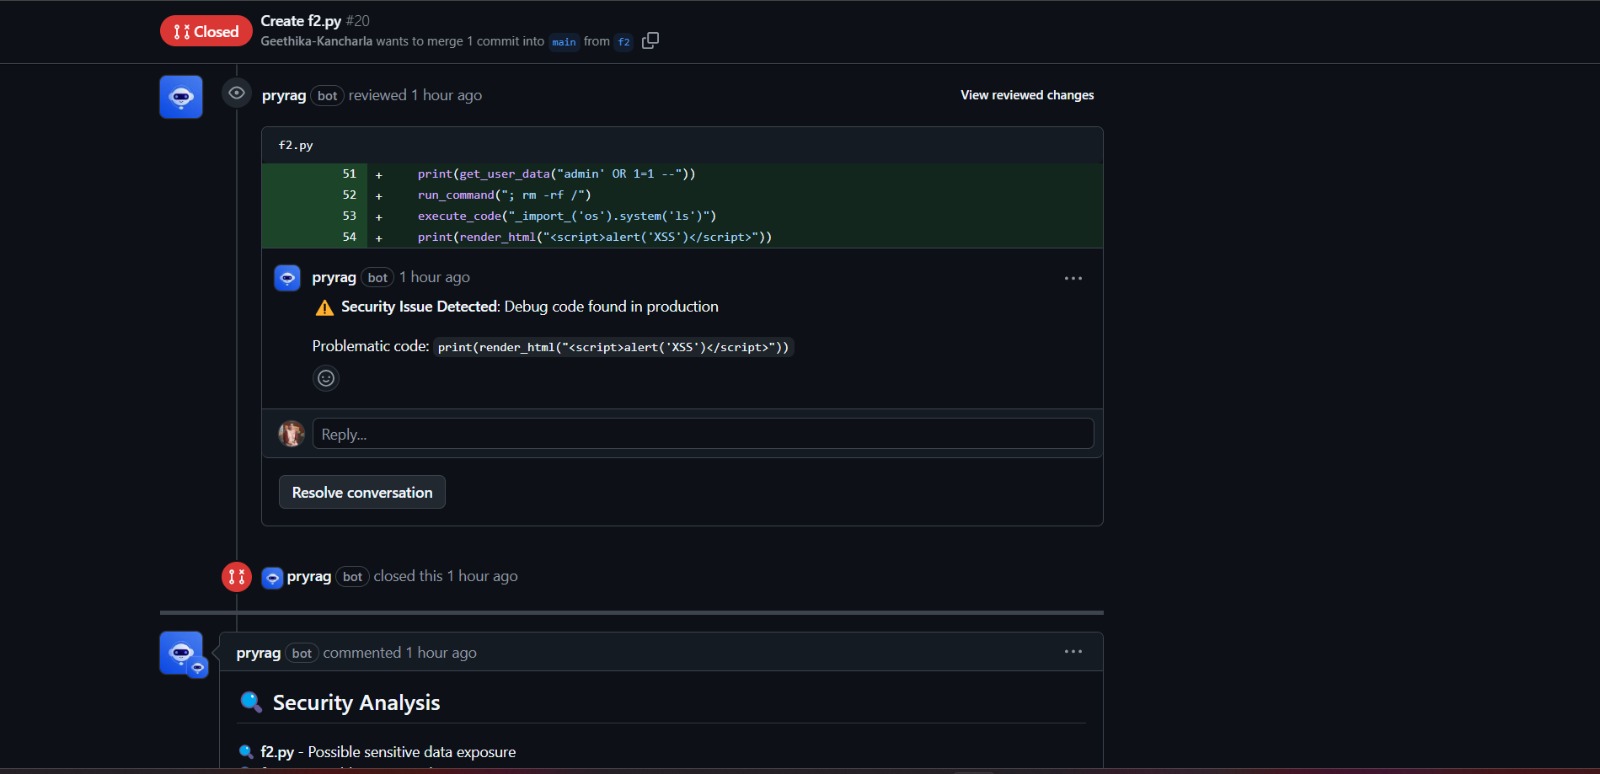 Closed
Create f2.py #20
Geethika-Kancharla wants to merge 1 commit into main from f2
pryrag bot reviewed 1 hour ago
View reviewed changes
f2.py
51 + print(get_user_data("admin' OR 1=1 --"))
52 + run_command("; rm -rf /")
53 + execute_code("_import_('os').system('ls')")
54 + print(render_html("<script>alert('XSS')</script>"))
pryrag bot 1 hour ago
Security Issue Detected: Debug code found in production
Problematic code: print(render_html("<script>alert('XSS')</script>"))
Reply...
Resolve conversation
pryrag bot closed this 1 hour ago
pryrag bot commented 1 hour ago
Security Analysis
f2.py - Possible sensitive data exposure